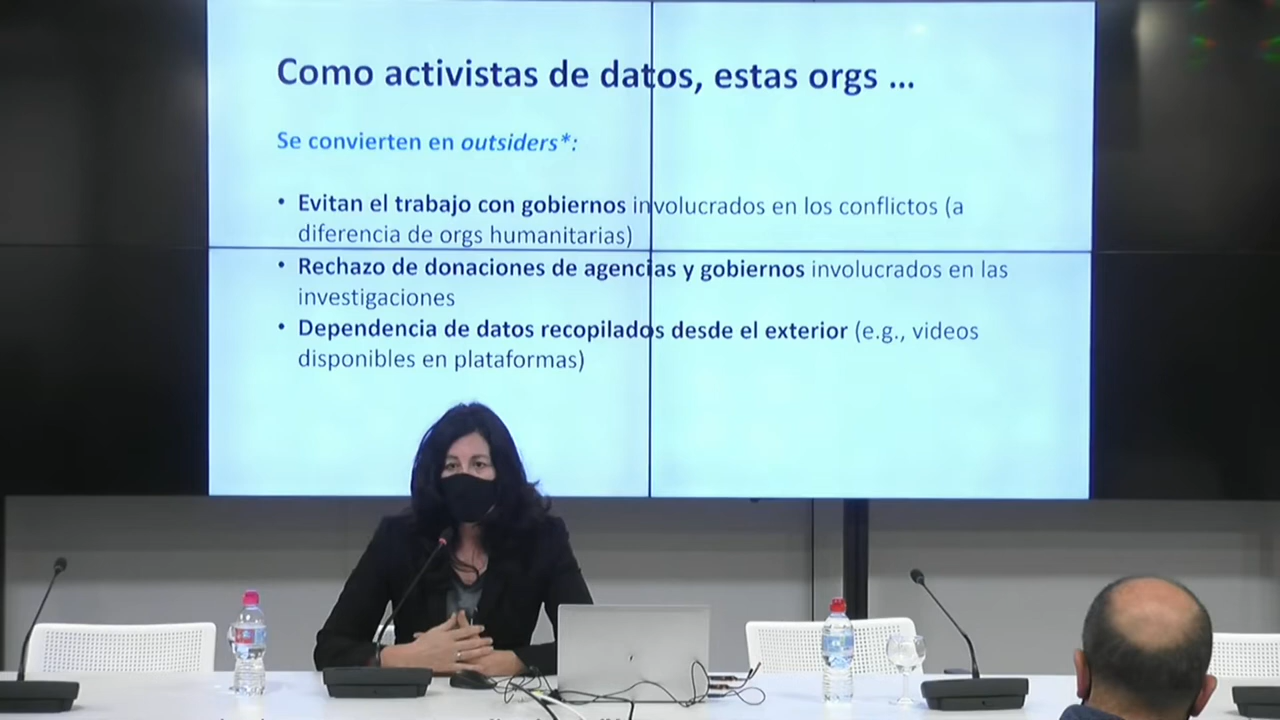 Como activistas de datos, estas orgs ...
Se convierten en outsiders*:
• Evitan el trabajo con gobiernos involucrados en los conflictos (a
diferencia de orgs humanitarias)
• Rechazo de donaciones de agencias y gobiernos involucrados en las
investigaciones
• Dependencia de datos recopilados desde el exterior (e.g., videos
disponibles en plataformas)